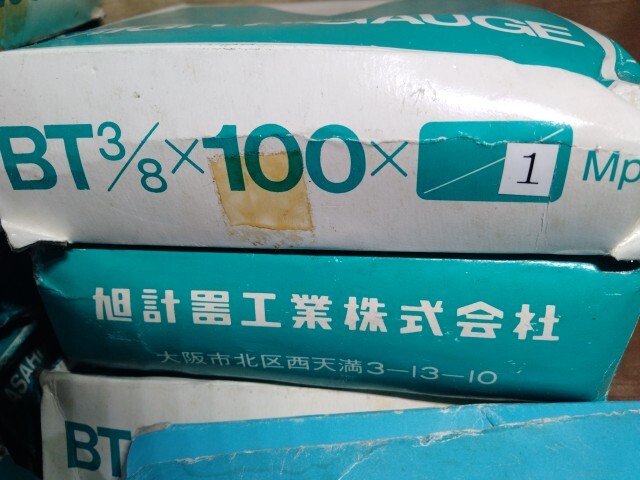 GAUGE
BT3/8×100× 1 Mp
旭計器工業株式会社
大阪市北区西天満3-13-10
ASAHI
BT